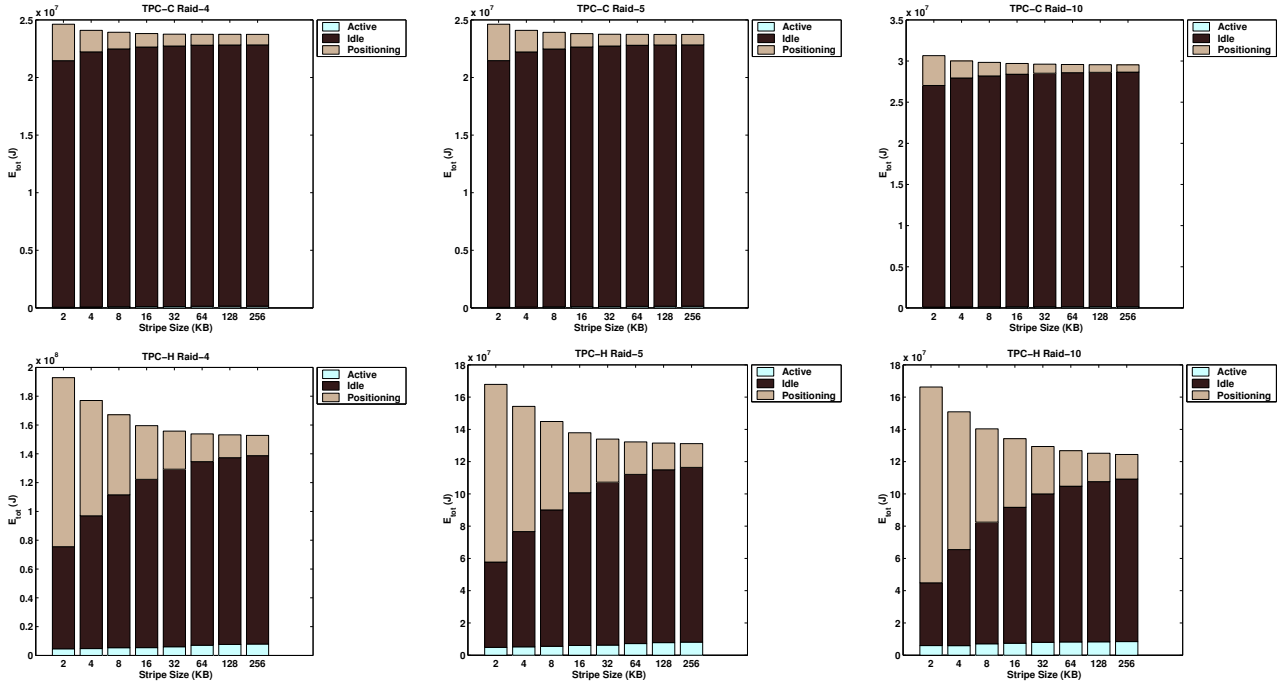 TPC-C Raid-4
x 10^7
2.5
2
1.5
1
0.5
0
E_tot (J)
2 4 8 16 32 64 128 256
Stripe Size (KB)
Active
Idle
Positioning
TPC-C Raid-5
x 10^7
2.5
2
1.5
1
0.5
0
E_tot (J)
2 4 8 16 32 64 128 256
Stripe Size (KB)
Active
Idle
Positioning
TPC-C Raid-10
x 10^7
3.5
3
2.5
2
1.5
1
0.5
0
E_tot (J)
2 4 8 16 32 64 128 256
Stripe Size (KB)
Active
Idle
Positioning
TPC-H Raid-4
x 10^8
2
1.8
1.6
1.4
1.2
1
0.8
0.6
0.4
0.2
0
E_tot (J)
2 4 8 16 32 64 128 256
Stripe Size (KB)
Active
Idle
Positioning
TPC-H Raid-5
x 10^7
18
16
14
12
10
8
6
4
2
0
E_tot (J)
2 4 8 16 32 64 128 256
Stripe Size (KB)
Active
Idle
Positioning
TPC-H Raid-10
x 10^7
18
16
14
12
10
8
6
4
2
0
E_tot (J)
2 4 8 16 32 64 128 256
Stripe Size (KB)
Active
Idle
Positioning